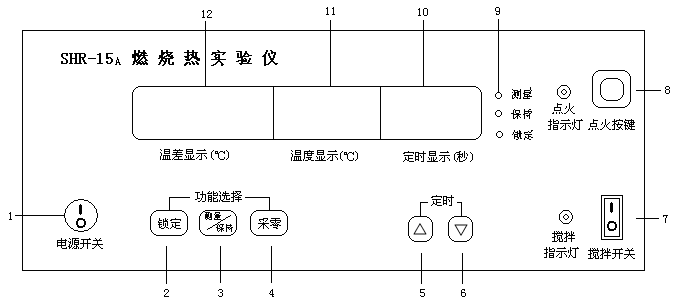 12 11 10 9
SHR-15A 燃烧热实验仪
测量
保持
锁定
点火
指示灯
点火按键
8
温差显示(℃) 温度显示(℃) 定时显示(秒)
功能选择 定时
1
电源开关
锁定 测量/保持 采零
搅拌
指示灯
搅拌开关
7
2 3 4 5 6